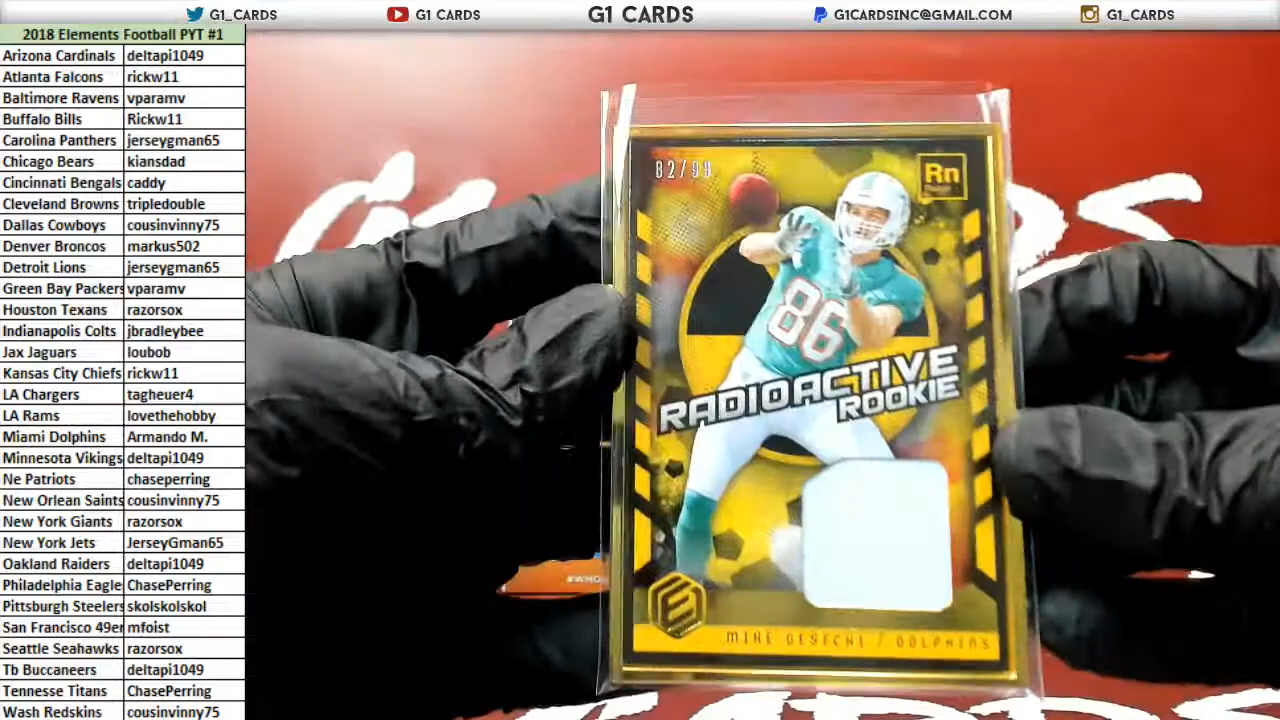 G1_CARDS G1 CARDS G1 CARDS G1CARDSINC@GMAIL.COM G1_CARDS
2018 Elements Football PYT #1
Arizona Cardinals deltapi1049
Atlanta Falcons rickw11
Baltimore Ravens vparamv
Buffalo Bills Rickw11
Carolina Panthers jerseygman65
Chicago Bears kiansdad
Cincinnati Bengals caddy
Cleveland Browns tripledouble
Dallas Cowboys cousinvinny75
Denver Broncos markus502
Detroit Lions jerseygman65
Green Bay Packers vparamv
Houston Texans razorsox
Indianapolis Colts jbradleybee
Jax Jaguars loubob
Kansas City Chiefs rickw11
LA Chargers tagheuer4
LA Rams lovethehobby
Miami Dolphins Armando M.
Minnesota Vikings deltapi1049
Ne Patriots chaseperring
New Orlean Saints cousinvinny75
New York Giants razorsox
New York Jets JerseyGman65
Oakland Raiders deltapi1049
Philadelphia Eagle ChasePerring
Pittsburgh Steelers skolskolskol
San Francisco 49er mfoist
Seattle Seahawks razorsox
Tb Buccaneers deltapi1049
Tennesse Titans ChasePerring
Wash Redskins cousinvinny75
82/99
Rn
86
RADIOACTIVE
ROOKIE
MIKE GESICKI / DOLPHINS
CARDS